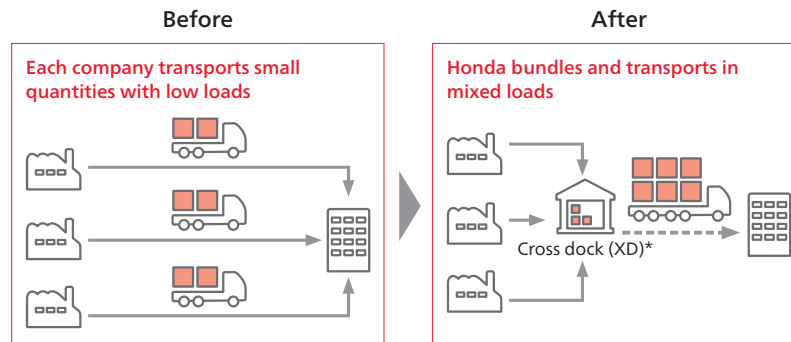 Before
Each company transports small
quantities with low loads
After
Honda bundles and transports in
mixed loads
Cross dock (XD)*